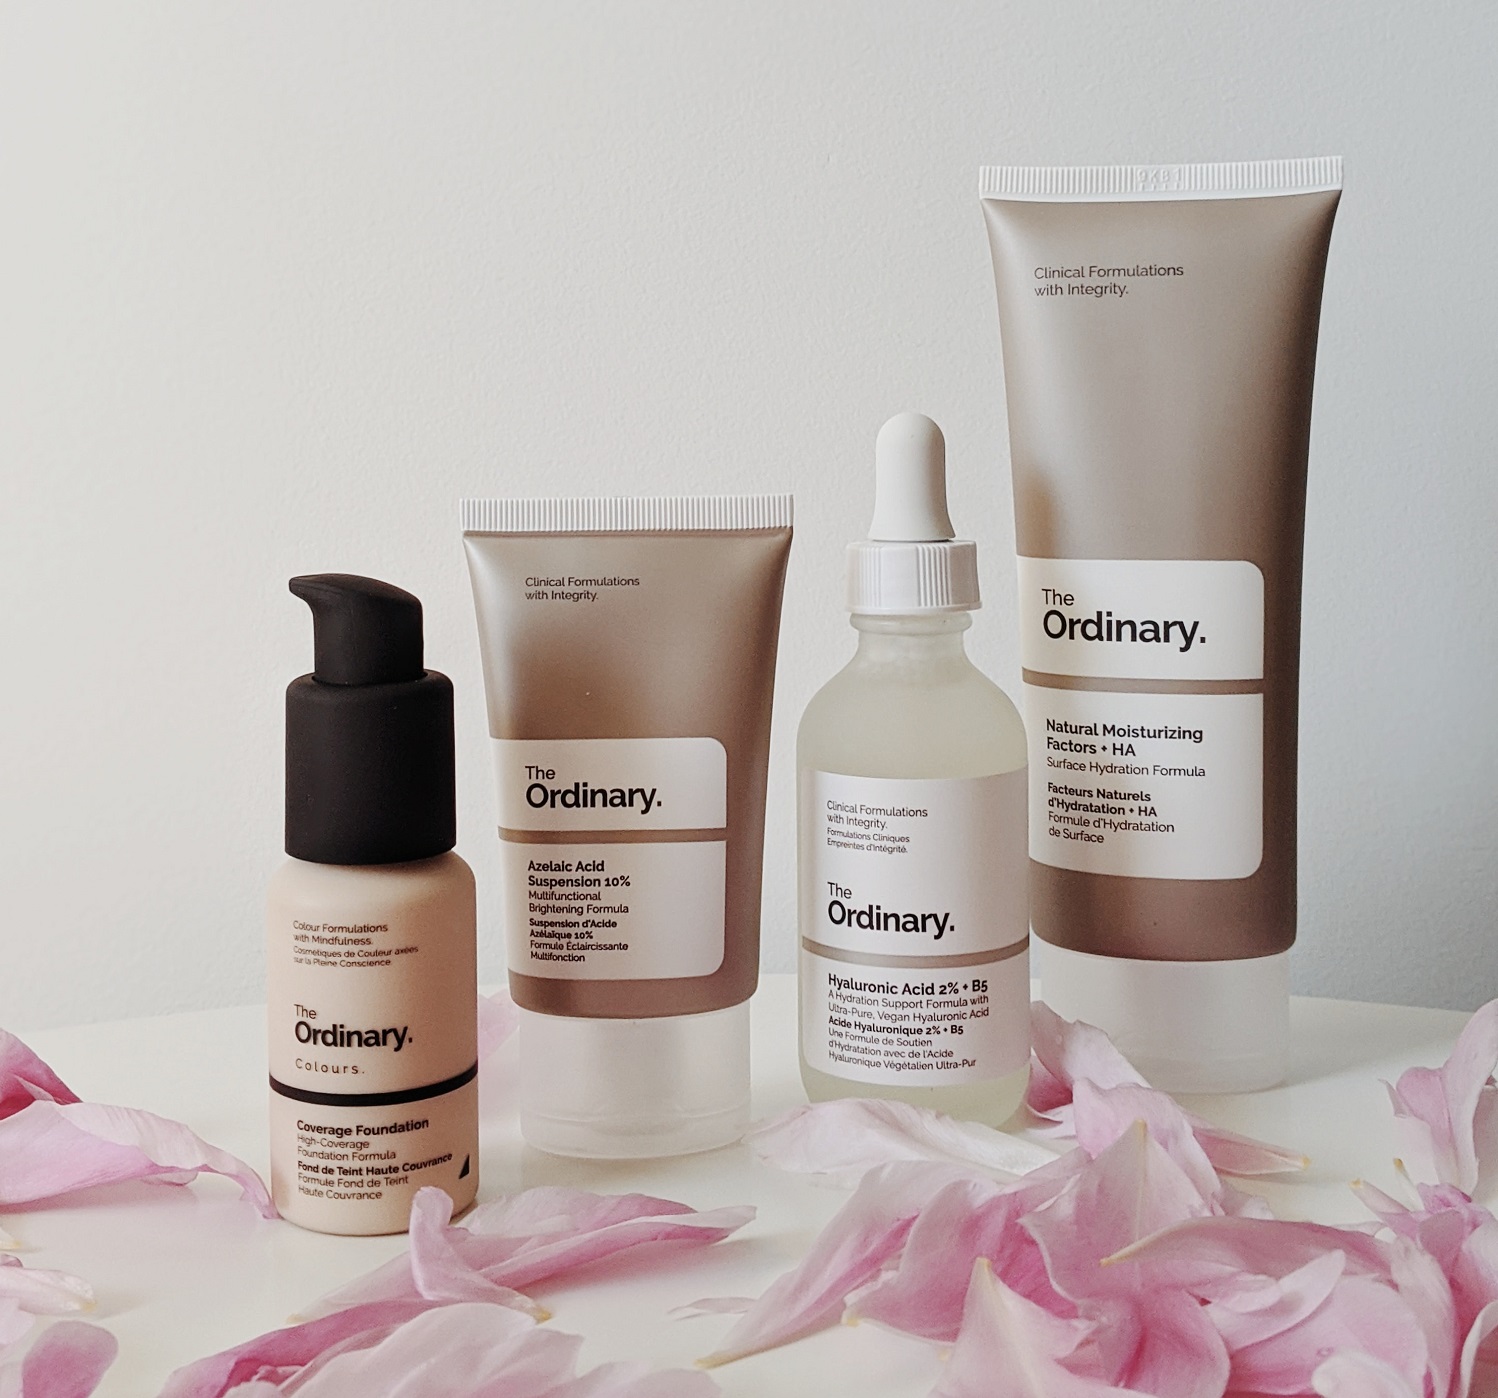 Colour Formulations
with Mindfulness.
Cosmétiques de Couleur axées
sur la Pleine Conscience.
The
Ordinary.
Colours.
Coverage Foundation
High-Coverage
Foundation Formula
Fond de Teint Haute Couvrance
Formule Fond de Teint
Haute Couvrance
Clinical Formulations
with Integrity.
The
Ordinary.
Azelaic Acid
Suspension 10%
Multifunctional
Brightening Formula
Suspension d'Acide
Azélaïque 10%
Formule Éclaircissante
Multifonction
Clinical Formulations
with Integrity.
Formulations Cliniques
Empreintes d'Intégrité.
The
Ordinary.
Hyaluronic Acid 2% + B5
A Hydration Support Formula with
Ultra-Pure, Vegan Hyaluronic Acid
Acide Hyaluronique 2% + B5
Une Formule de Soutien
d'Hydratation avec de l'Acide
Hyaluronique Végétalien Ultra-Pur
Clinical Formulations
with Integrity.
The
Ordinary.
Natural Moisturizing
Factors + HA
Surface Hydration Formula
Facteurs Naturels
d'Hydratation + HA
Formule d'Hydratation
de Surface